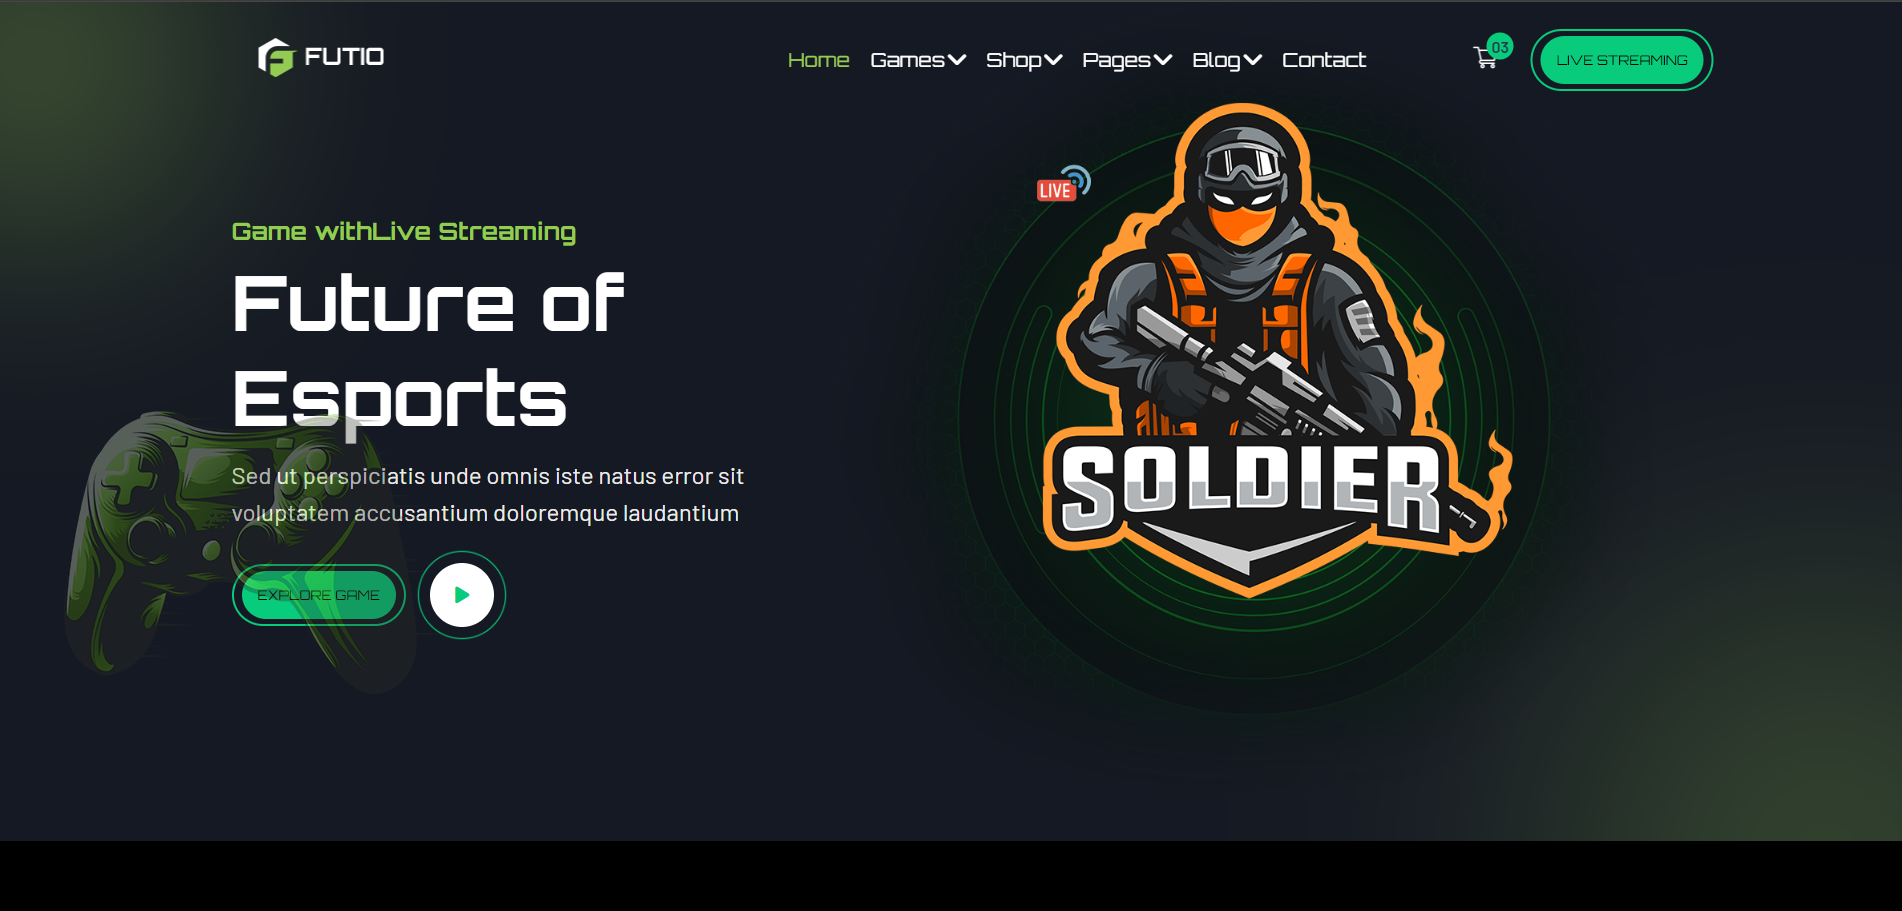 FUTIO
Home Games Shop Pages Blog Contact
03
LIVE STREAMING
LIVE
Game withLive Streaming
Future of
Esports
Sed ut perspiciatis unde omnis iste natus error sit
voluptatem accusantium doloremque laudantium
EXPLORE GAME
SOLDIER